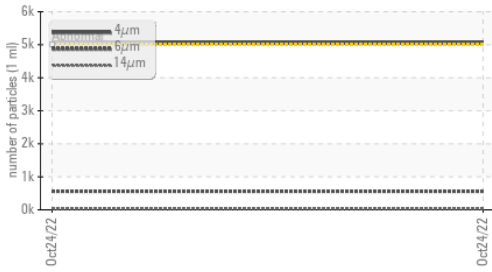 6k
4µm
Abnormal
5k
6µm
14µm
4k
3k
2k
1k
0k
number of particles (1 ml)
Oct24/22
Oct24/22